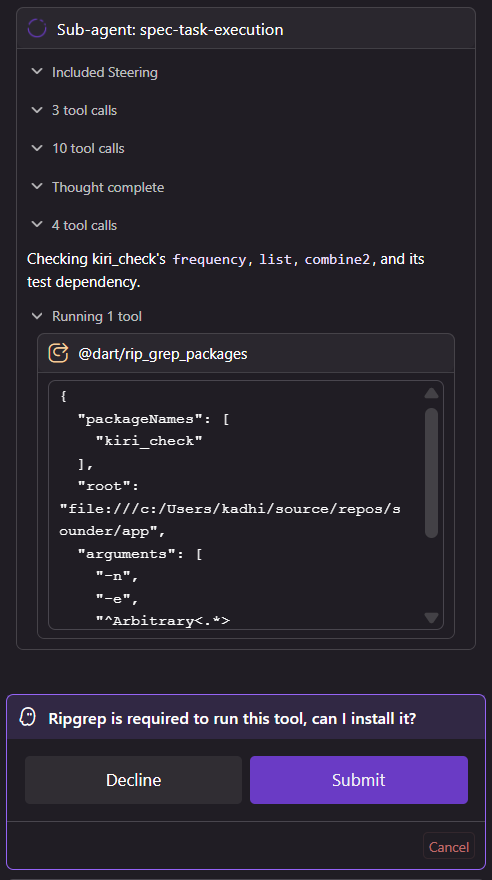 Sub-agent: spec-task-execution
Included Steering
3 tool calls
10 tool calls
Thought complete
4 tool calls
Checking kiri_check's frequency, list, combine2, and its
test dependency.
Running 1 tool
@dart/rip_grep_packages
{
"packageNames": [
"kiri_check"
],
"root":
"file:///c:/Users/kadhi/source/repos/s
ounder/app",
"arguments": [
"-n",
"-e",
"^Arbitrary<.*>
Ripgrep is required to run this tool, can I install it?
Decline
Submit
Cancel